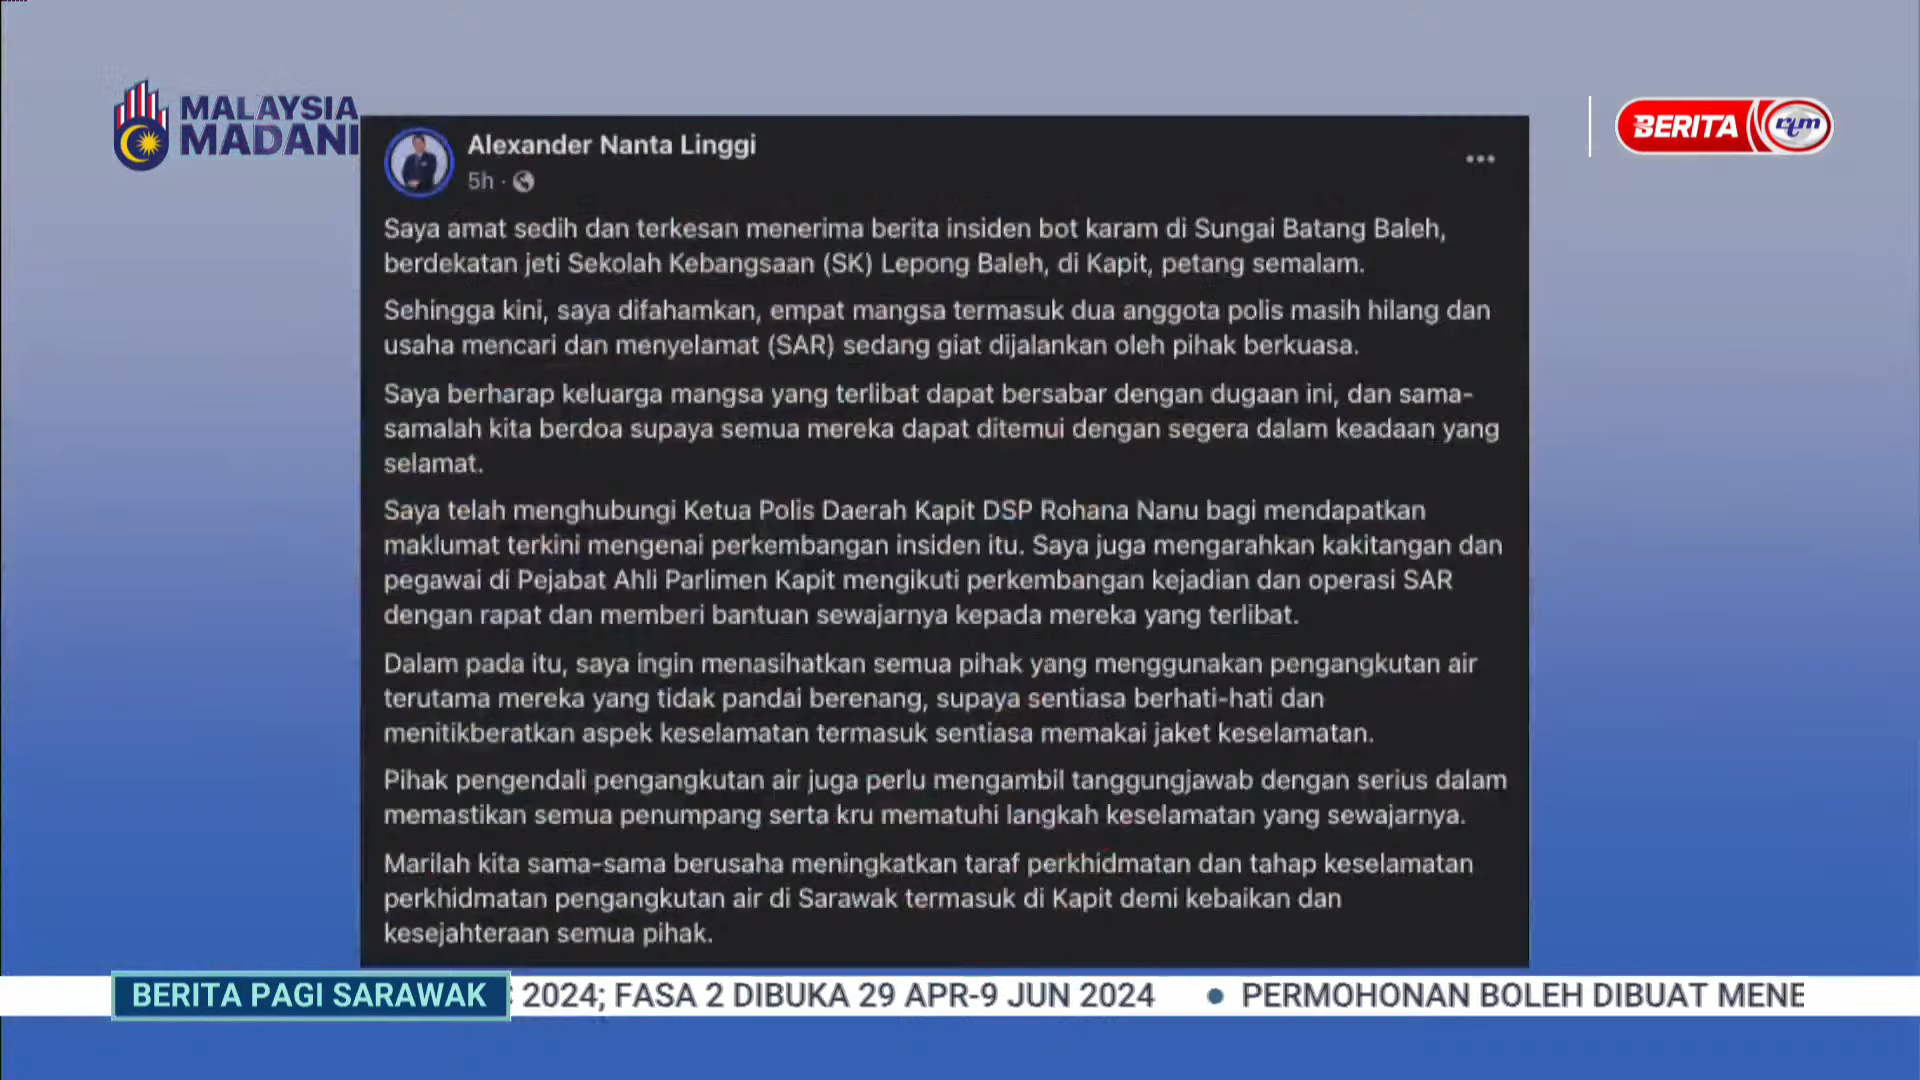 MALAYSIA
MADANI
BERITA rtm
Alexander Nanta Linggi
5h ·
Saya amat sedih dan terkesan menerima berita insiden bot karam di Sungai Batang Baleh,
berdekatan jeti Sekolah Kebangsaan (SK) Lepong Baleh, di Kapit, petang semalam.
Sehingga kini, saya difahamkan, empat mangsa termasuk dua anggota polis masih hilang dan
usaha mencari dan menyelamat (SAR) sedang giat dijalankan oleh pihak berkuasa.
Saya berharap keluarga mangsa yang terlibat dapat bersabar dengan dugaan ini, dan sama-
samalah kita berdoa supaya semua mereka dapat ditemui dengan segera dalam keadaan yang
selamat.
Saya telah menghubungi Ketua Polis Daerah Kapit DSP Rohana Nanu bagi mendapatkan
maklumat terkini mengenai perkembangan insiden itu. Saya juga mengarahkan kakitangan dan
pegawai di Pejabat Ahli Parlimen Kapit mengikuti perkembangan kejadian dan operasi SAR
dengan rapat dan memberi bantuan sewajarnya kepada mereka yang terlibat.
Dalam pada itu, saya ingin menasihatkan semua pihak yang menggunakan pengangkutan air
terutama mereka yang tidak pandai berenang, supaya sentiasa berhati-hati dan
menitikberatkan aspek keselamatan termasuk sentiasa memakai jaket keselamatan.
Pihak pengendali pengangkutan air juga perlu mengambil tanggungjawab dengan serius dalam
memastikan semua penumpang serta kru mematuhi langkah keselamatan yang sewajarnya.
Marilah kita sama-sama berusaha meningkatkan taraf perkhidmatan dan tahap keselamatan
perkhidmatan pengangkutan air di Sarawak termasuk di Kapit demi kebaikan dan
kesejahteraan semua pihak.
BERITA PAGI SARAWAK 2024; FASA 2 DIBUKA 29 APR-9 JUN 2024 • PERMOHONAN BOLEH DIBUAT MENE